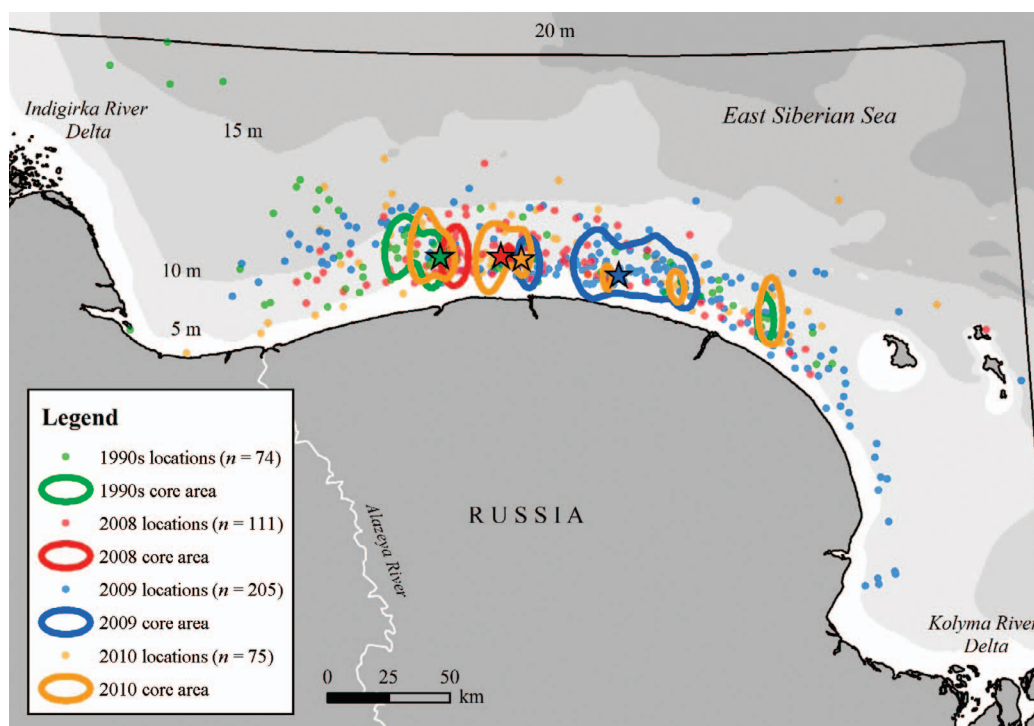 20 m
Indigirka River
Delta
East Siberian Sea
15 m
10 m
5 m
Legend
1990s locations (n = 74)
1990s core area
2008 locations (n = 111)
2008 core area
2009 locations (n = 205)
2009 core area
2010 locations (n = 75)
2010 core area
RUSSIA
Alazeya River
Kolyma River
Delta
0 25 50
km